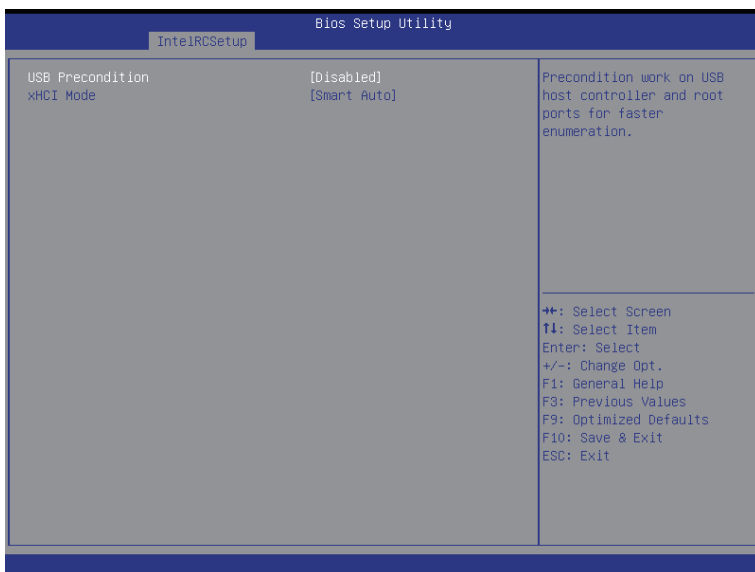 Bios Setup Utility
IntelRCSetup
USB Precondition [Disabled]
xHCI Mode [Smart Auto]
Precondition work on USB
host controller and root
ports for faster
enumeration.
→←: Select Screen
↑↓: Select Item
Enter: Select
+/-: Change Opt.
F1: General Help
F3: Previous Values
F9: Optimized Defaults
F10: Save & Exit
ESC: Exit